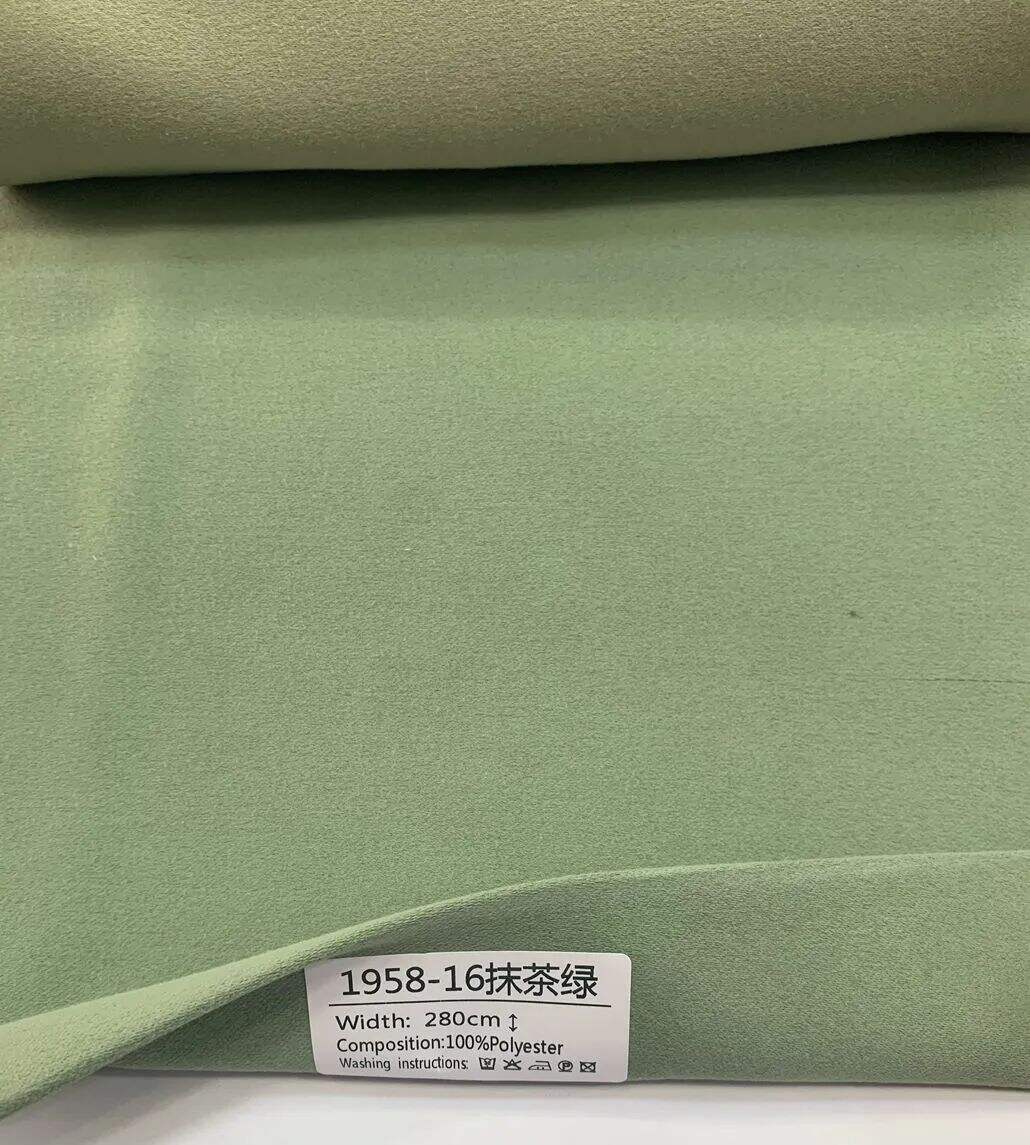 1958-16抹茶绿
Width: 280cm
Composition:100%Polyester
Washing instructions: